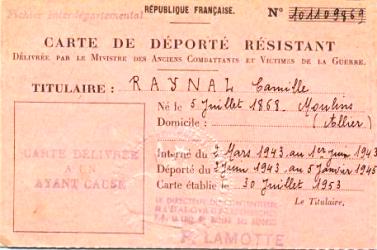 Fichier interdépartemental
RÉPUBLIQUE FRANÇAISE.
N° 101109869
CARTE DE DÉPORTÉ RÉSISTANT
DÉLIVRÉE PAR LE MINISTRE DES ANCIENS COMBATTANTS ET VICTIMES DE LA GUERRE.
TITULAIRE : RAYNAL Camille
Né le 5 Juillet 1868 - Moulins
Domicile : (Allier)
CARTE DÉLIVRÉE
A UN
AYANT CAUSE
Interné du 2 Mars 1943 au 1er Juin 1943
Déporté du 2 Juin 1943 au 5 Janvier 1945
Carte établie le 30 Juillet 1953
Le Titulaire.
P. LAMOTTE